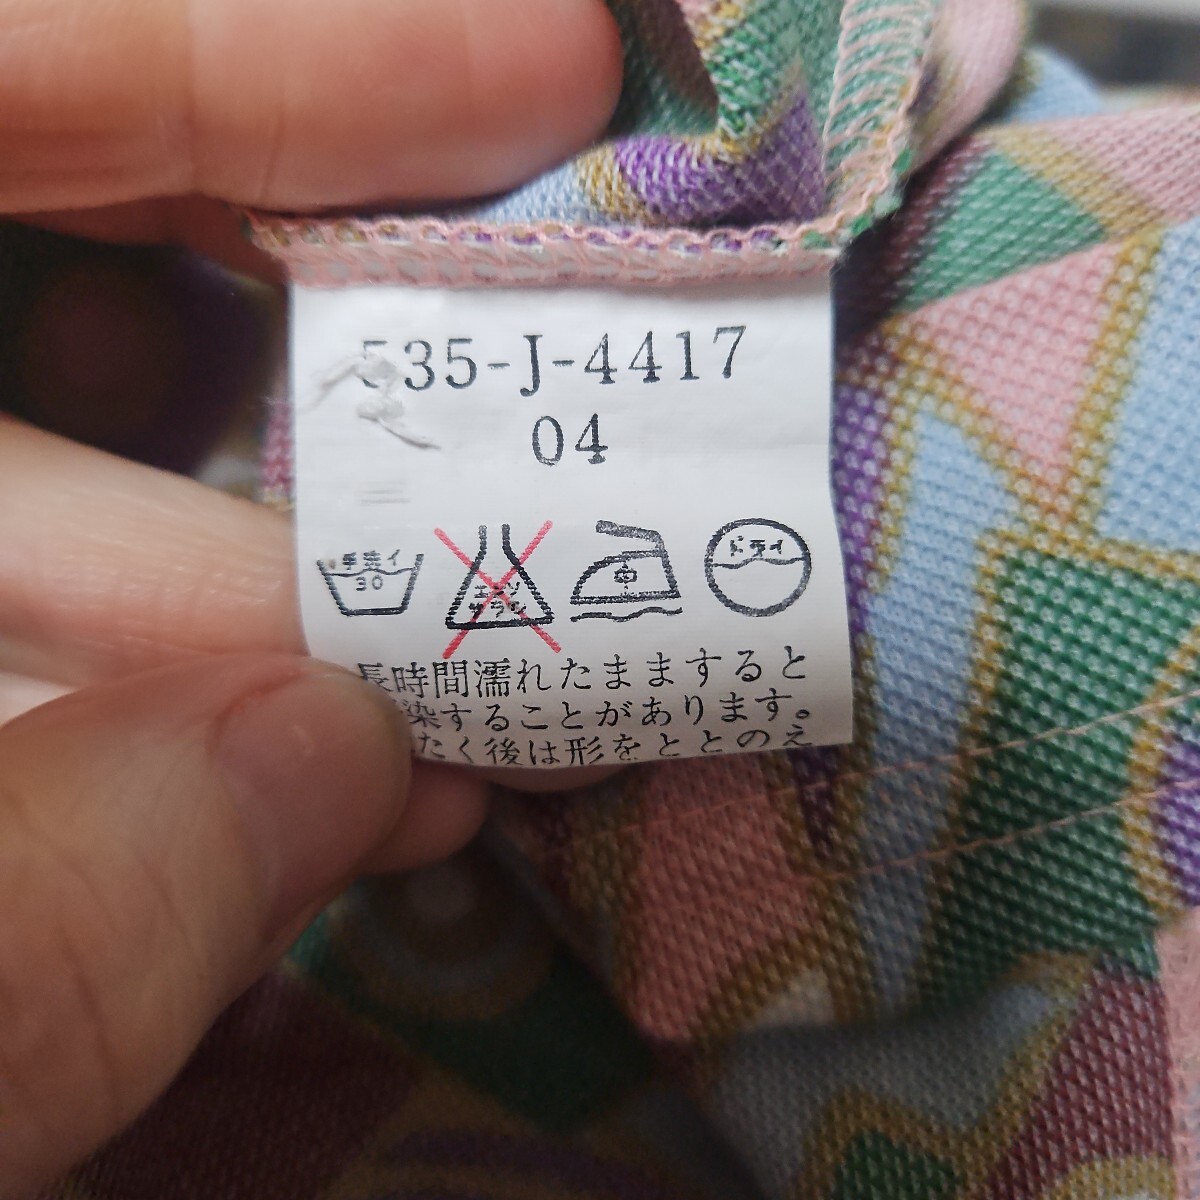 535-J-4417
04
手洗イ
30
エンソ
サラシ
中
ドライ
長時間濡れたまますると
染することがあります。
たく後は形をととのえ